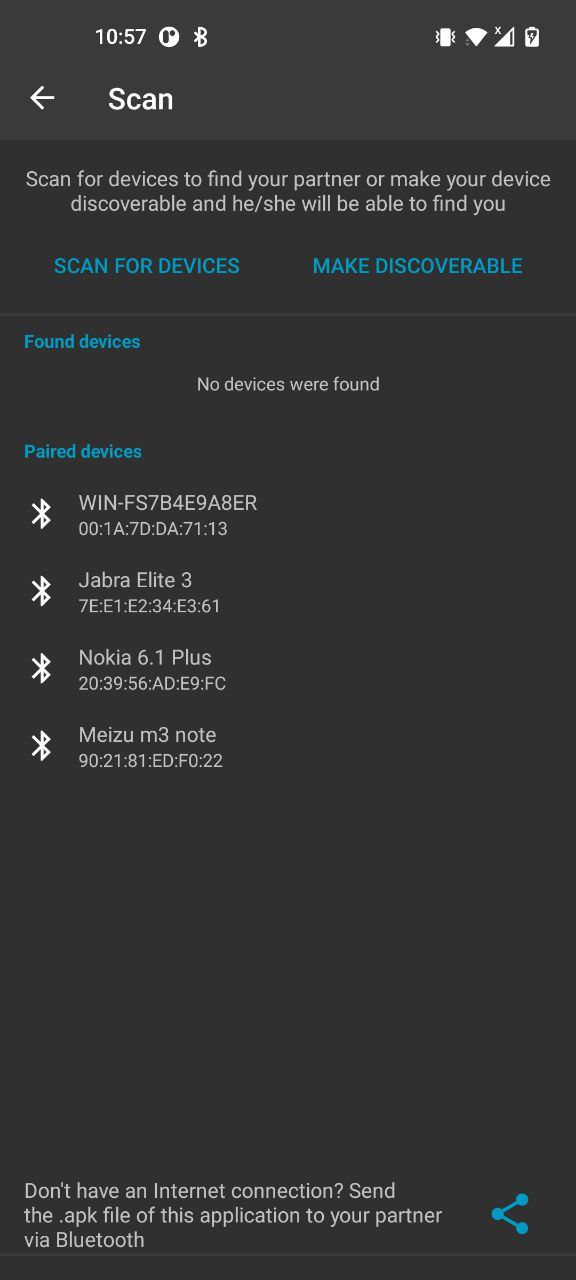 10:57
Scan
Scan for devices to find your partner or make your device
discoverable and he/she will be able to find you
SCAN FOR DEVICES
MAKE DISCOVERABLE
Found devices
No devices were found
Paired devices
WIN-FS7B4E9A8ER
00:1A:7D:DA:71:13
Jabra Elite 3
7E:E1:E2:34:E3:61
Nokia 6.1 Plus
20:39:56:AD:E9:FC
Meizu m3 note
90:21:81:ED:F0:22
Don't have an Internet connection? Send
the .apk file of this application to your partner
via Bluetooth